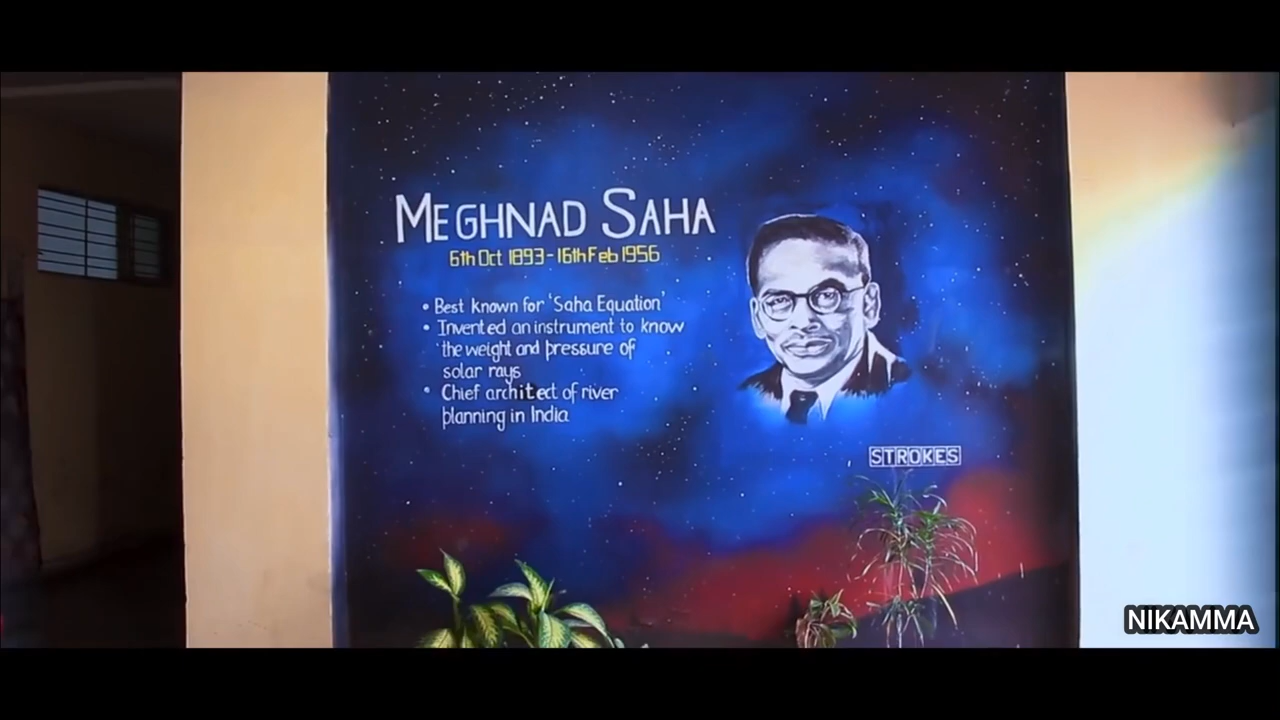 MEGHNAD SAHA
6th Oct 1893 - 16th Feb 1956
• Best known for 'Saha Equation'
• Invented an instrument to know
the weight and pressure of
solar rays
• Chief architect of river
planning in India
STROKES
NIKAMMA